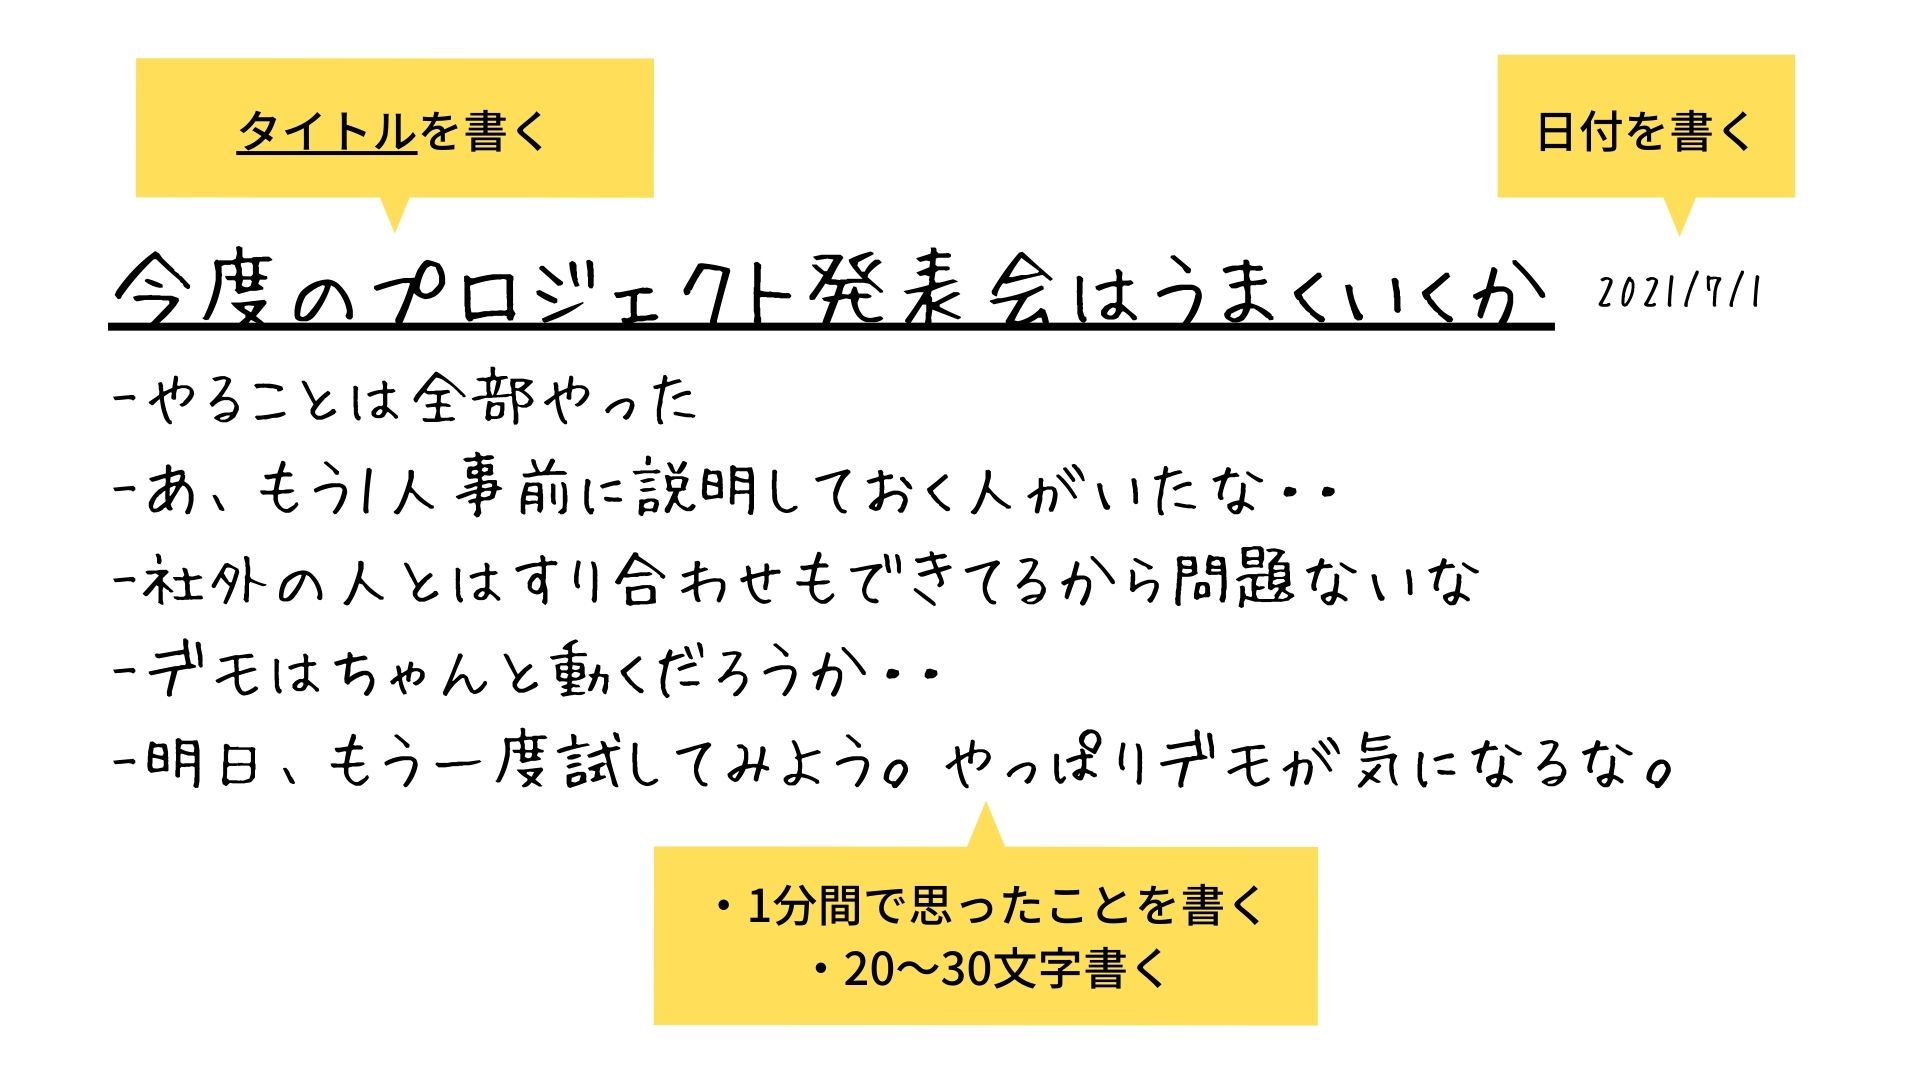 タイトルを書く
日付を書く
今度のプロジェクト発表会はうまくいくか 2021/7/1
-やることは全部やった
-あ、もう1人事前に説明しておく人がいたな・・
-社外の人とはすり合わせもできてるから問題ないな
-デモはちゃんと動くだろうか・・
-明日、もう一度試してみよう。やっぱりデモが気になるな。
・1分間で思ったことを書く
・20〜30文字書く